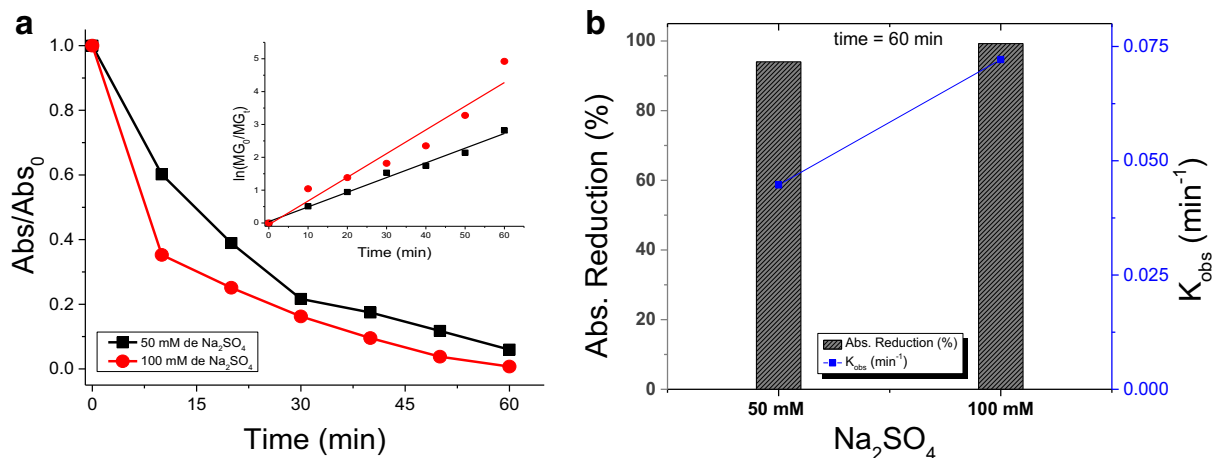 a
1.0
0.8
0.6
0.4
0.2
0.0
Abs/Abs₀
0
15
30
45
60
Time (min)
50 mM de Na₂SO₄
100 mM de Na₂SO₄
5
4
3
2
1
0
ln(MG₀/MGₜ)
0
10
20
30
40
50
60
Time (min)
b
time = 60 min
100
80
60
40
20
0
Abs. Reduction (%)
0.075
0.050
0.025
0.000
K_obs (min⁻¹)
Abs. Reduction (%)
K_obs (min⁻¹)
50 mM
100 mM
Na₂SO₄